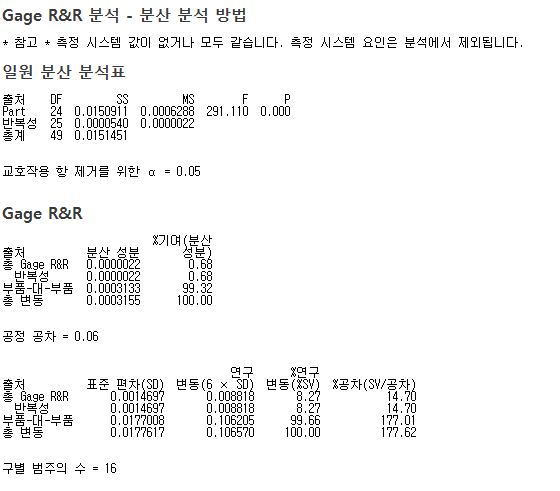 Gage R&R 분석 - 분산 분석 방법
* 참고 * 측정 시스템 값이 없거나 모두 같습니다. 측정 시스템 요인은 분석에서 제외됩니다.
일원 분산 분석표
출처 DF SS MS F P
Part 24 0.0150911 0.0006288 291.110 0.000
반복성 25 0.0000540 0.0000022
총계 49 0.0151451
교호작용 항 제거를 위한 α = 0.05
Gage R&R
%기여(분산
출처 분산 성분 성분)
총 Gage R&R 0.0000022 0.68
반복성 0.0000022 0.68
부품-대-부품 0.0003133 99.32
총 변동 0.0003155 100.00
공정 공차 = 0.06
연구 %연구
출처 표준 편차(SD) 변동(6 × SD) 변동(%SV) %공차(SV/공차)
총 Gage R&R 0.0014697 0.008818 8.27 14.70
반복성 0.0014697 0.008818 8.27 14.70
부품-대-부품 0.0177008 0.106205 99.66 177.01
총 변동 0.0177617 0.106570 100.00 177.62
구별 범주의 수 = 16